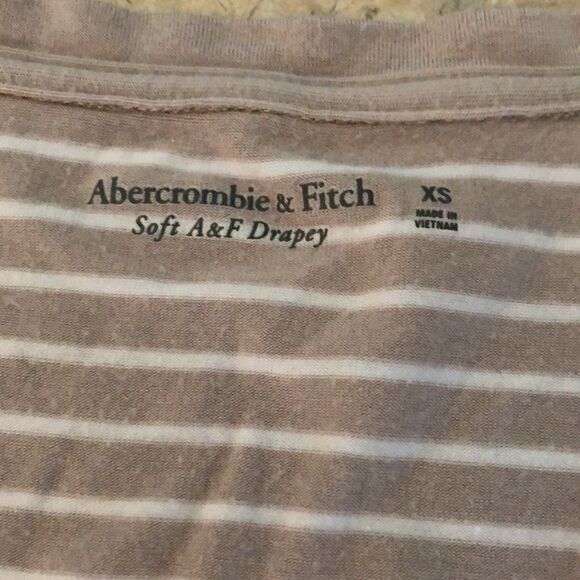 Abercrombie & Fitch
Soft A&F Drapey
XS
MADE IN
VIETNAM